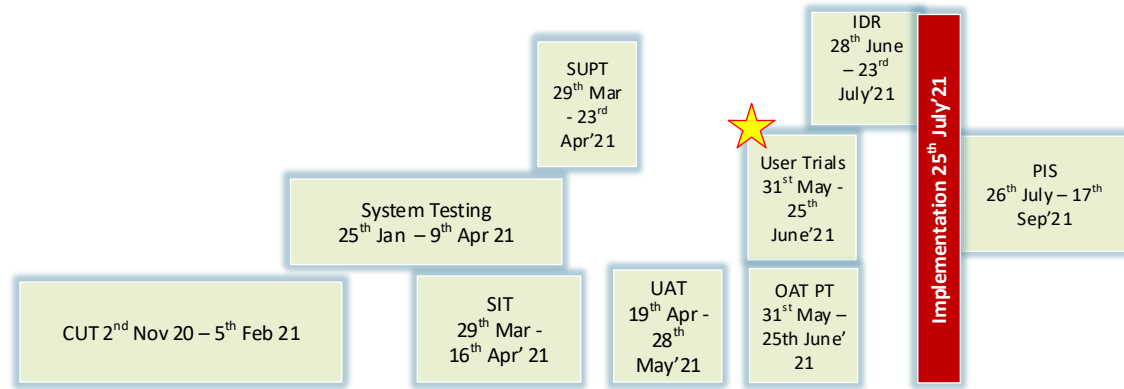 IDR
28th June
– 23rd
July'21
SUPT
29th Mar
- 23rd
Apr'21
Implementation 25th July'21
User Trials
31st May -
25th
June'21
PIS
26th July – 17th
Sep'21
System Testing
25th Jan – 9th Apr 21
CUT 2nd Nov 20 – 5th Feb 21
SIT
29th Mar -
16th Apr' 21
UAT
19th Apr -
28th
May'21
OAT PT
31st May –
25th June'
21